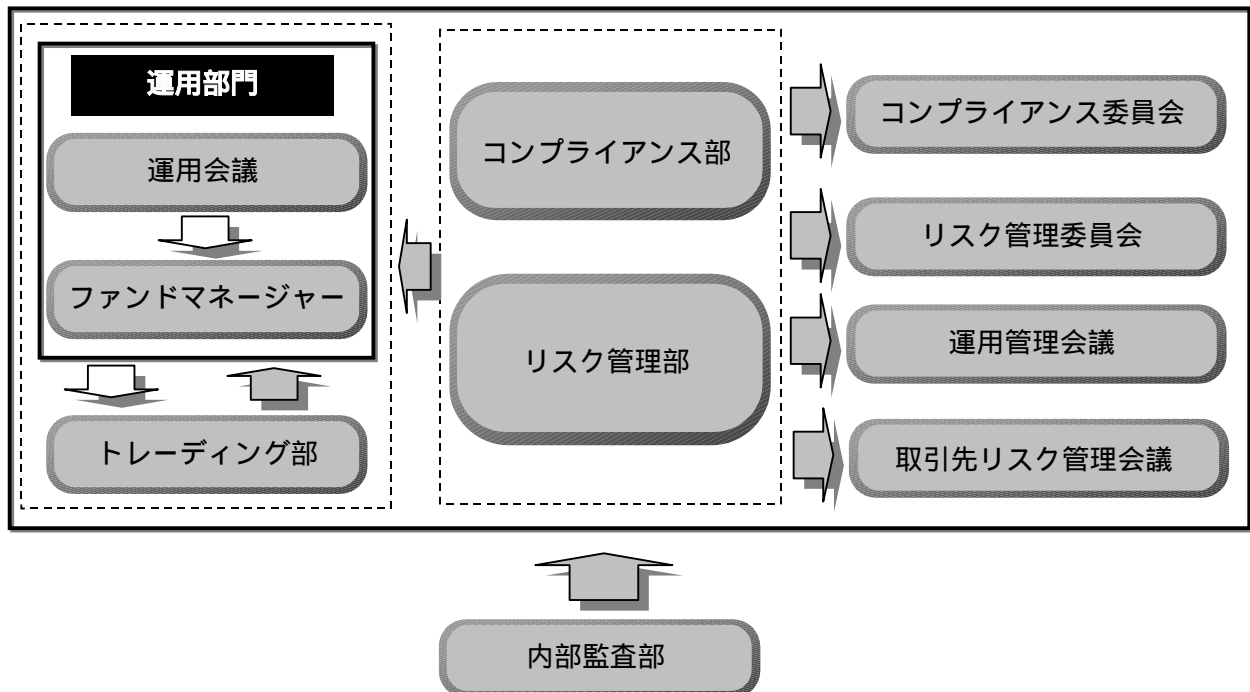 運用部門
運用会議
ファンドマネージャー
トレーディング部
コンプライアンス部
リスク管理部
コンプライアンス委員会
リスク管理委員会
運用管理会議
取引先リスク管理会議
内部監査部